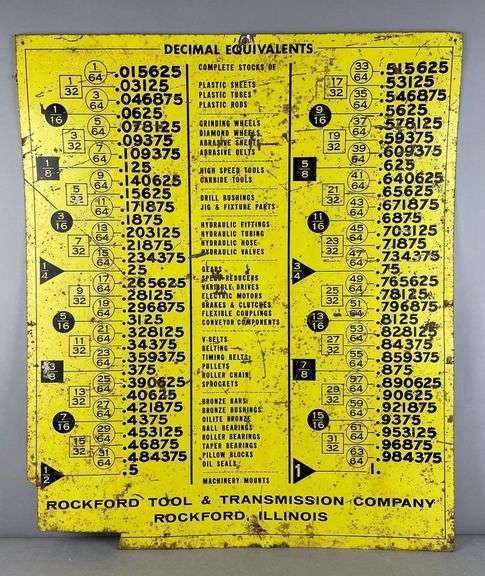 DECIMAL EQUIVALENTS
1/64 .015625
1/32 .03125
3/64 .046875
1/16 .0625
5/64 .078125
3/32 .09375
7/64 .109375
1/8 .125
9/64 .140625
5/32 .15625
11/64 .171875
3/16 .1875
13/64 .203125
7/32 .21875
15/64 .234375
1/4 .25
17/64 .265625
9/32 .28125
19/64 .296875
5/16 .3125
21/64 .328125
11/32 .34375
23/64 .359375
3/8 .375
25/64 .390625
13/32 .40625
27/64 .421875
7/16 .4375
29/64 .453125
15/32 .46875
31/64 .484375
1/2 .5
COMPLETE STOCKS OF
PLASTIC SHEETS
PLASTIC TUBES
PLASTIC RODS
GRINDING WHEELS
DIAMOND WHEELS
ABRASIVE SHEETS
ABRASIVE BELTS
HIGH SPEED TOOLS
CARBIDE TOOLS
DRILL BUSHINGS
JIG & FIXTURE PARTS
HYDRAULIC FITTINGS
HYDRAULIC TUBING
HYDRAULIC HOSE
HYDRAULIC VALVES
GEARS
SPEED REDUCERS
VARIABLE DRIVES
ELECTRIC MOTORS
BRAKES & CLUTCHES
FLEXIBLE COUPLINGS
CONVEYOR COMPONENTS
V-BELTS
BELTING
TIMING BELTS
PULLEYS
ROLLER CHAIN
SPROCKETS
BRONZE BARS
BRONZE BUSHINGS
OILITE BRONZE
BALL BEARINGS
ROLLER BEARINGS
TAPER BEARINGS
PILLOW BLOCKS
OIL SEALS
MACHINERY MOUNTS
33/64 .515625
17/32 .53125
35/64 .546875
9/16 .5625
37/64 .578125
19/32 .59375
39/64 .609375
5/8 .625
41/64 .640625
21/32 .65625
43/64 .671875
11/16 .6875
45/64 .703125
23/32 .71875
47/64 .734375
3/4 .75
49/64 .765625
25/32 .78125
51/64 .796875
13/16 .8125
53/64 .828125
27/32 .84375
55/64 .859375
7/8 .875
57/64 .890625
29/32 .90625
59/64 .921875
15/16 .9375
61/64 .953125
31/32 .96875
63/64 .984375
1 1.
ROCKFORD TOOL & TRANSMISSION COMPANY
ROCKFORD, ILLINOIS